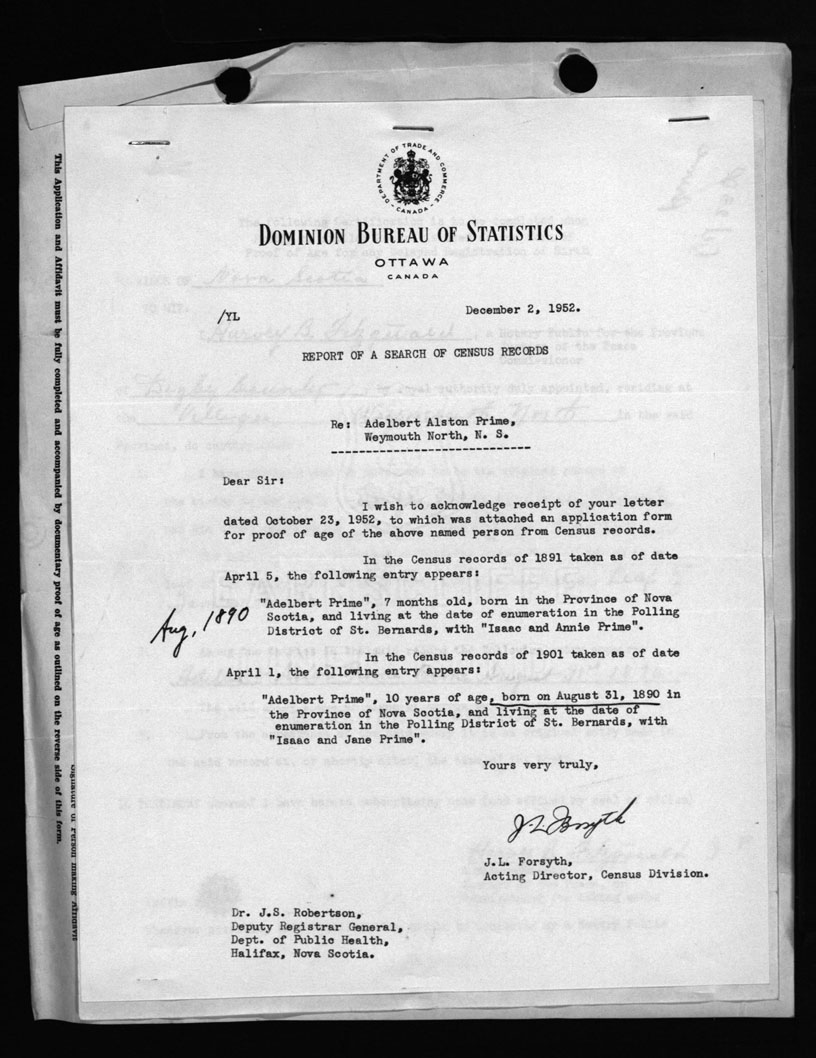 DEPARTMENT OF TRADE AND COMMERCE
CANADA
DOMINION BUREAU OF STATISTICS
OTTAWA
CANADA
/YL
December 2, 1952.
REPORT OF A SEARCH OF CENSUS RECORDS
Re: Adelbert Alston Prime,
Weymouth North, N. S.
Dear Sir:
I wish to acknowledge receipt of your letter
dated October 23, 1952, to which was attached an application form
for proof of age of the above named person from Census records.
In the Census records of 1891 taken as of date
April 5, the following entry appears:
"Adelbert Prime", 7 months old, born in the Province of Nova
Scotia, and living at the date of enumeration in the Polling
District of St. Bernards, with "Isaac and Annie Prime".
Aug, 1890
In the Census records of 1901 taken as of date
April 1, the following entry appears:
"Adelbert Prime", 10 years of age, born on August 31, 1890 in
the Province of Nova Scotia, and living at the date of
enumeration in the Polling District of St. Bernards, with
"Isaac and Jane Prime".
Yours very truly,
J.L. Forsyth
J.L. Forsyth,
Acting Director, Census Division.
Dr. J.S. Robertson,
Deputy Registrar General,
Dept. of Public Health,
Halifax, Nova Scotia.
This Application and Affidavit must be fully completed and accompanied by documentary proof of age as outlined on the reverse side of this form.
Signature of Person making Affidavit